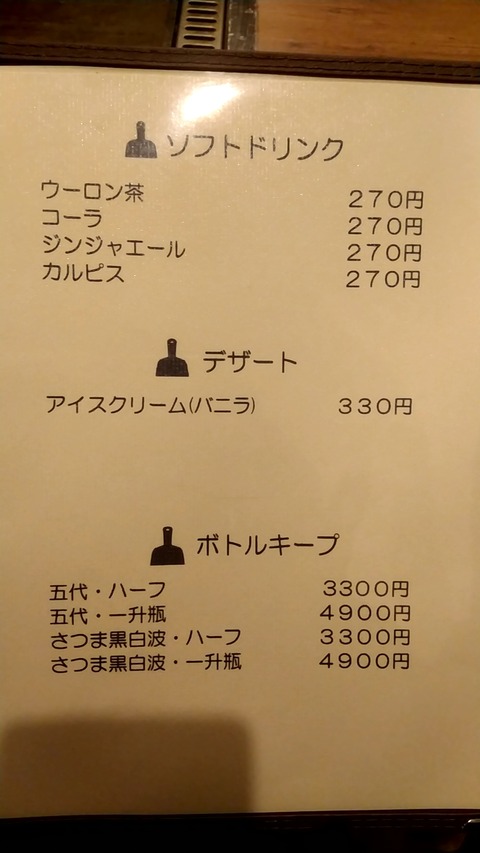 ソフトドリンク
ウーロン茶 270円
コーラ 270円
ジンジャエール 270円
カルピス 270円
デザート
アイスクリーム(バニラ) 330円
ボトルキープ
五代・ハーフ 3300円
五代・一升瓶 4900円
さつま黒白波・ハーフ 3300円
さつま黒白波・一升瓶 4900円